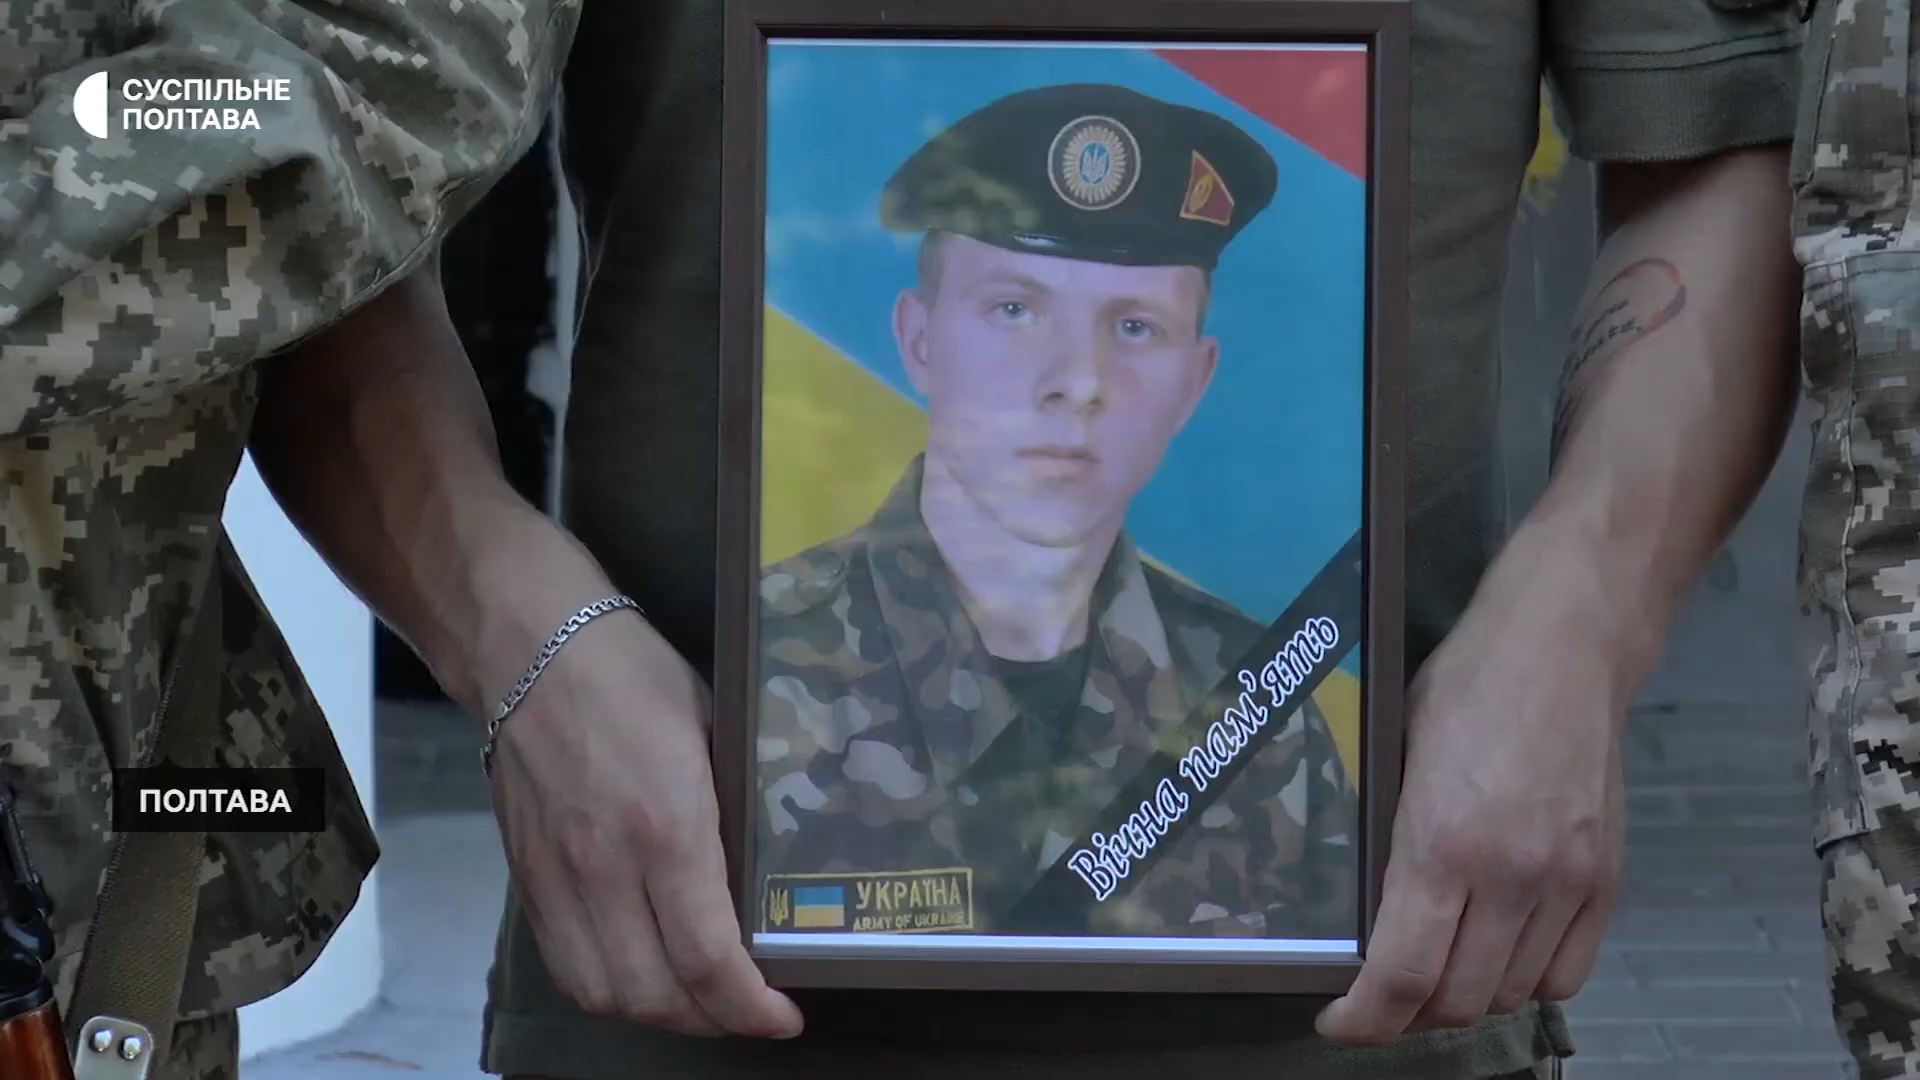 СУСПІЛЬНЕ
ПОЛТАВА
ПОЛТАВА
Вічна пам'ять
УКРАЇНА
ARMY OF UKRAINE